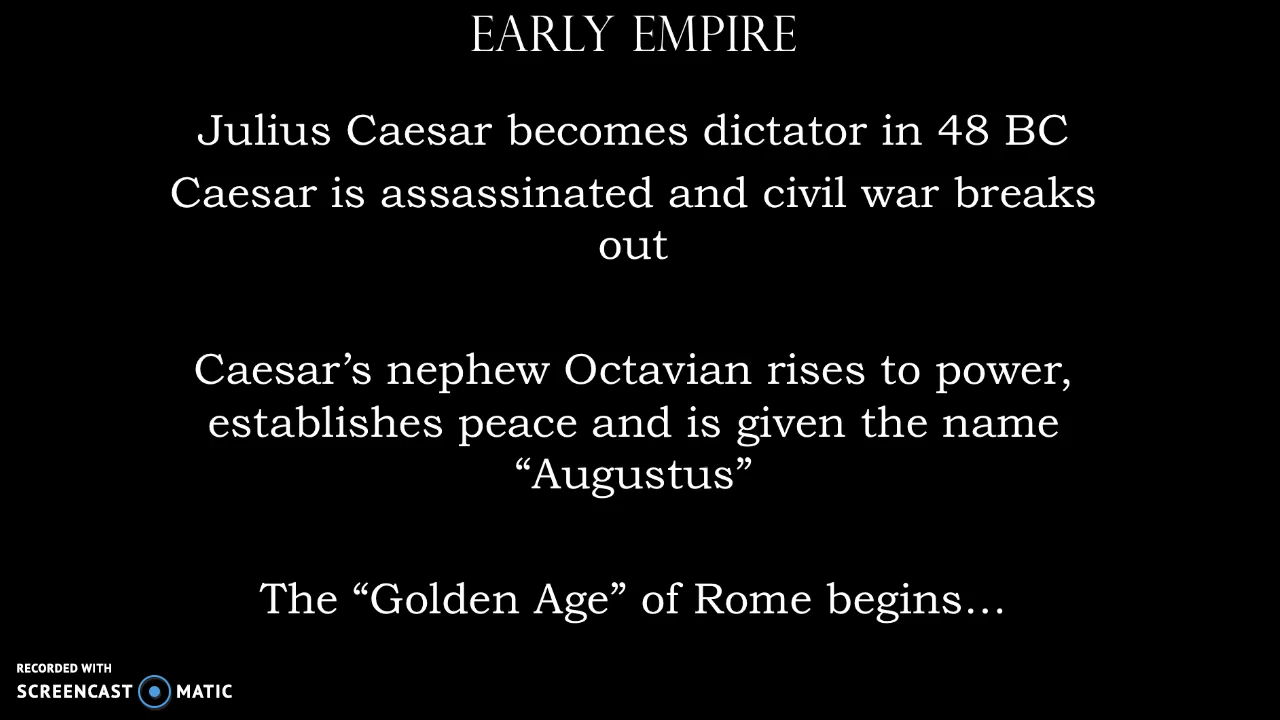 EARLY EMPIRE
Julius Caesar becomes dictator in 48 BC
Caesar is assassinated and civil war breaks
out
Caesar’s nephew Octavian rises to power,
establishes peace and is given the name
“Augustus”
The “Golden Age” of Rome begins…
RECORDED WITH
SCREENCAST MATIC